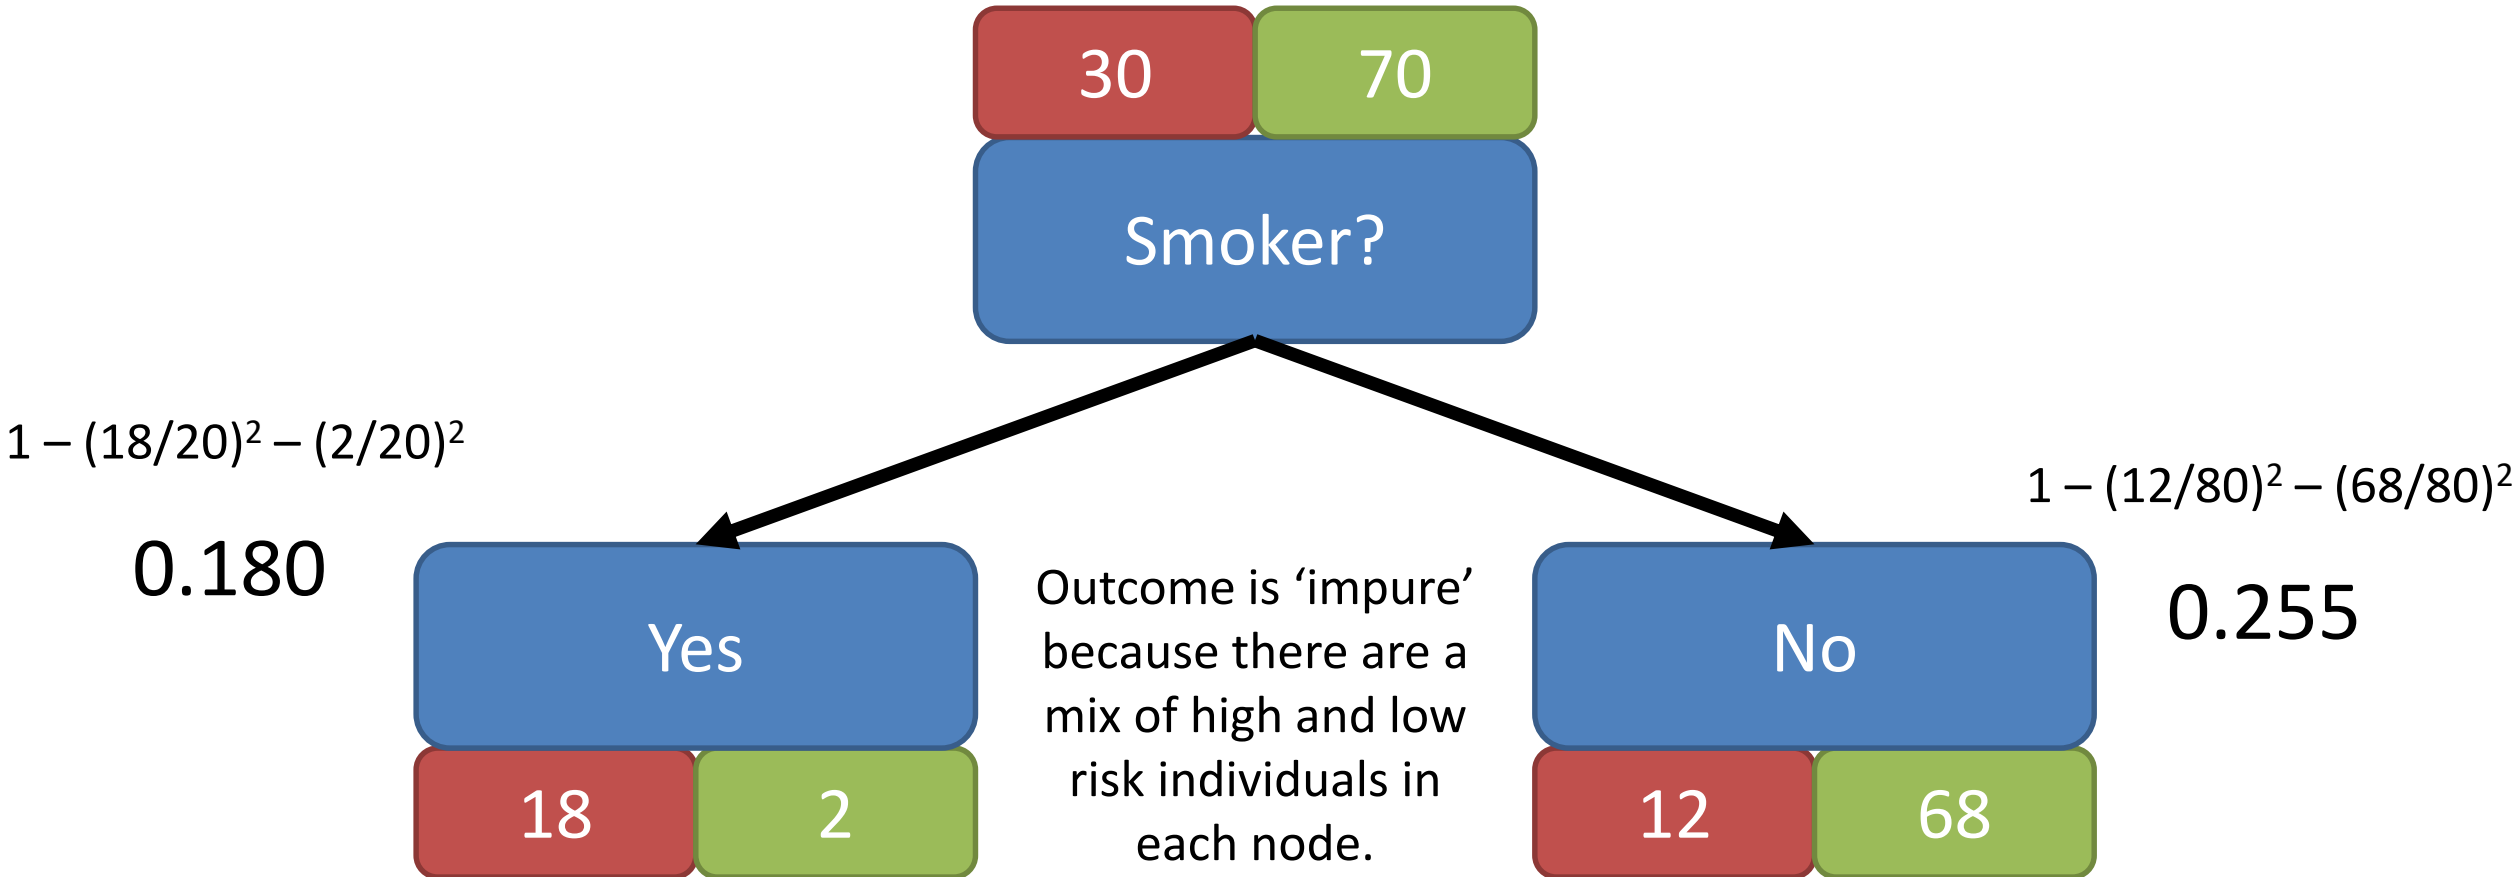 30 70
Smoker?
1 – (18/20)² – (2/20)²
0.180
1 – (12/80)² – (68/80)²
0.255
Yes
Outcome is ‘impure’
because there are a
mix of high and low
risk individuals in
each node.
No
18 2
12 68